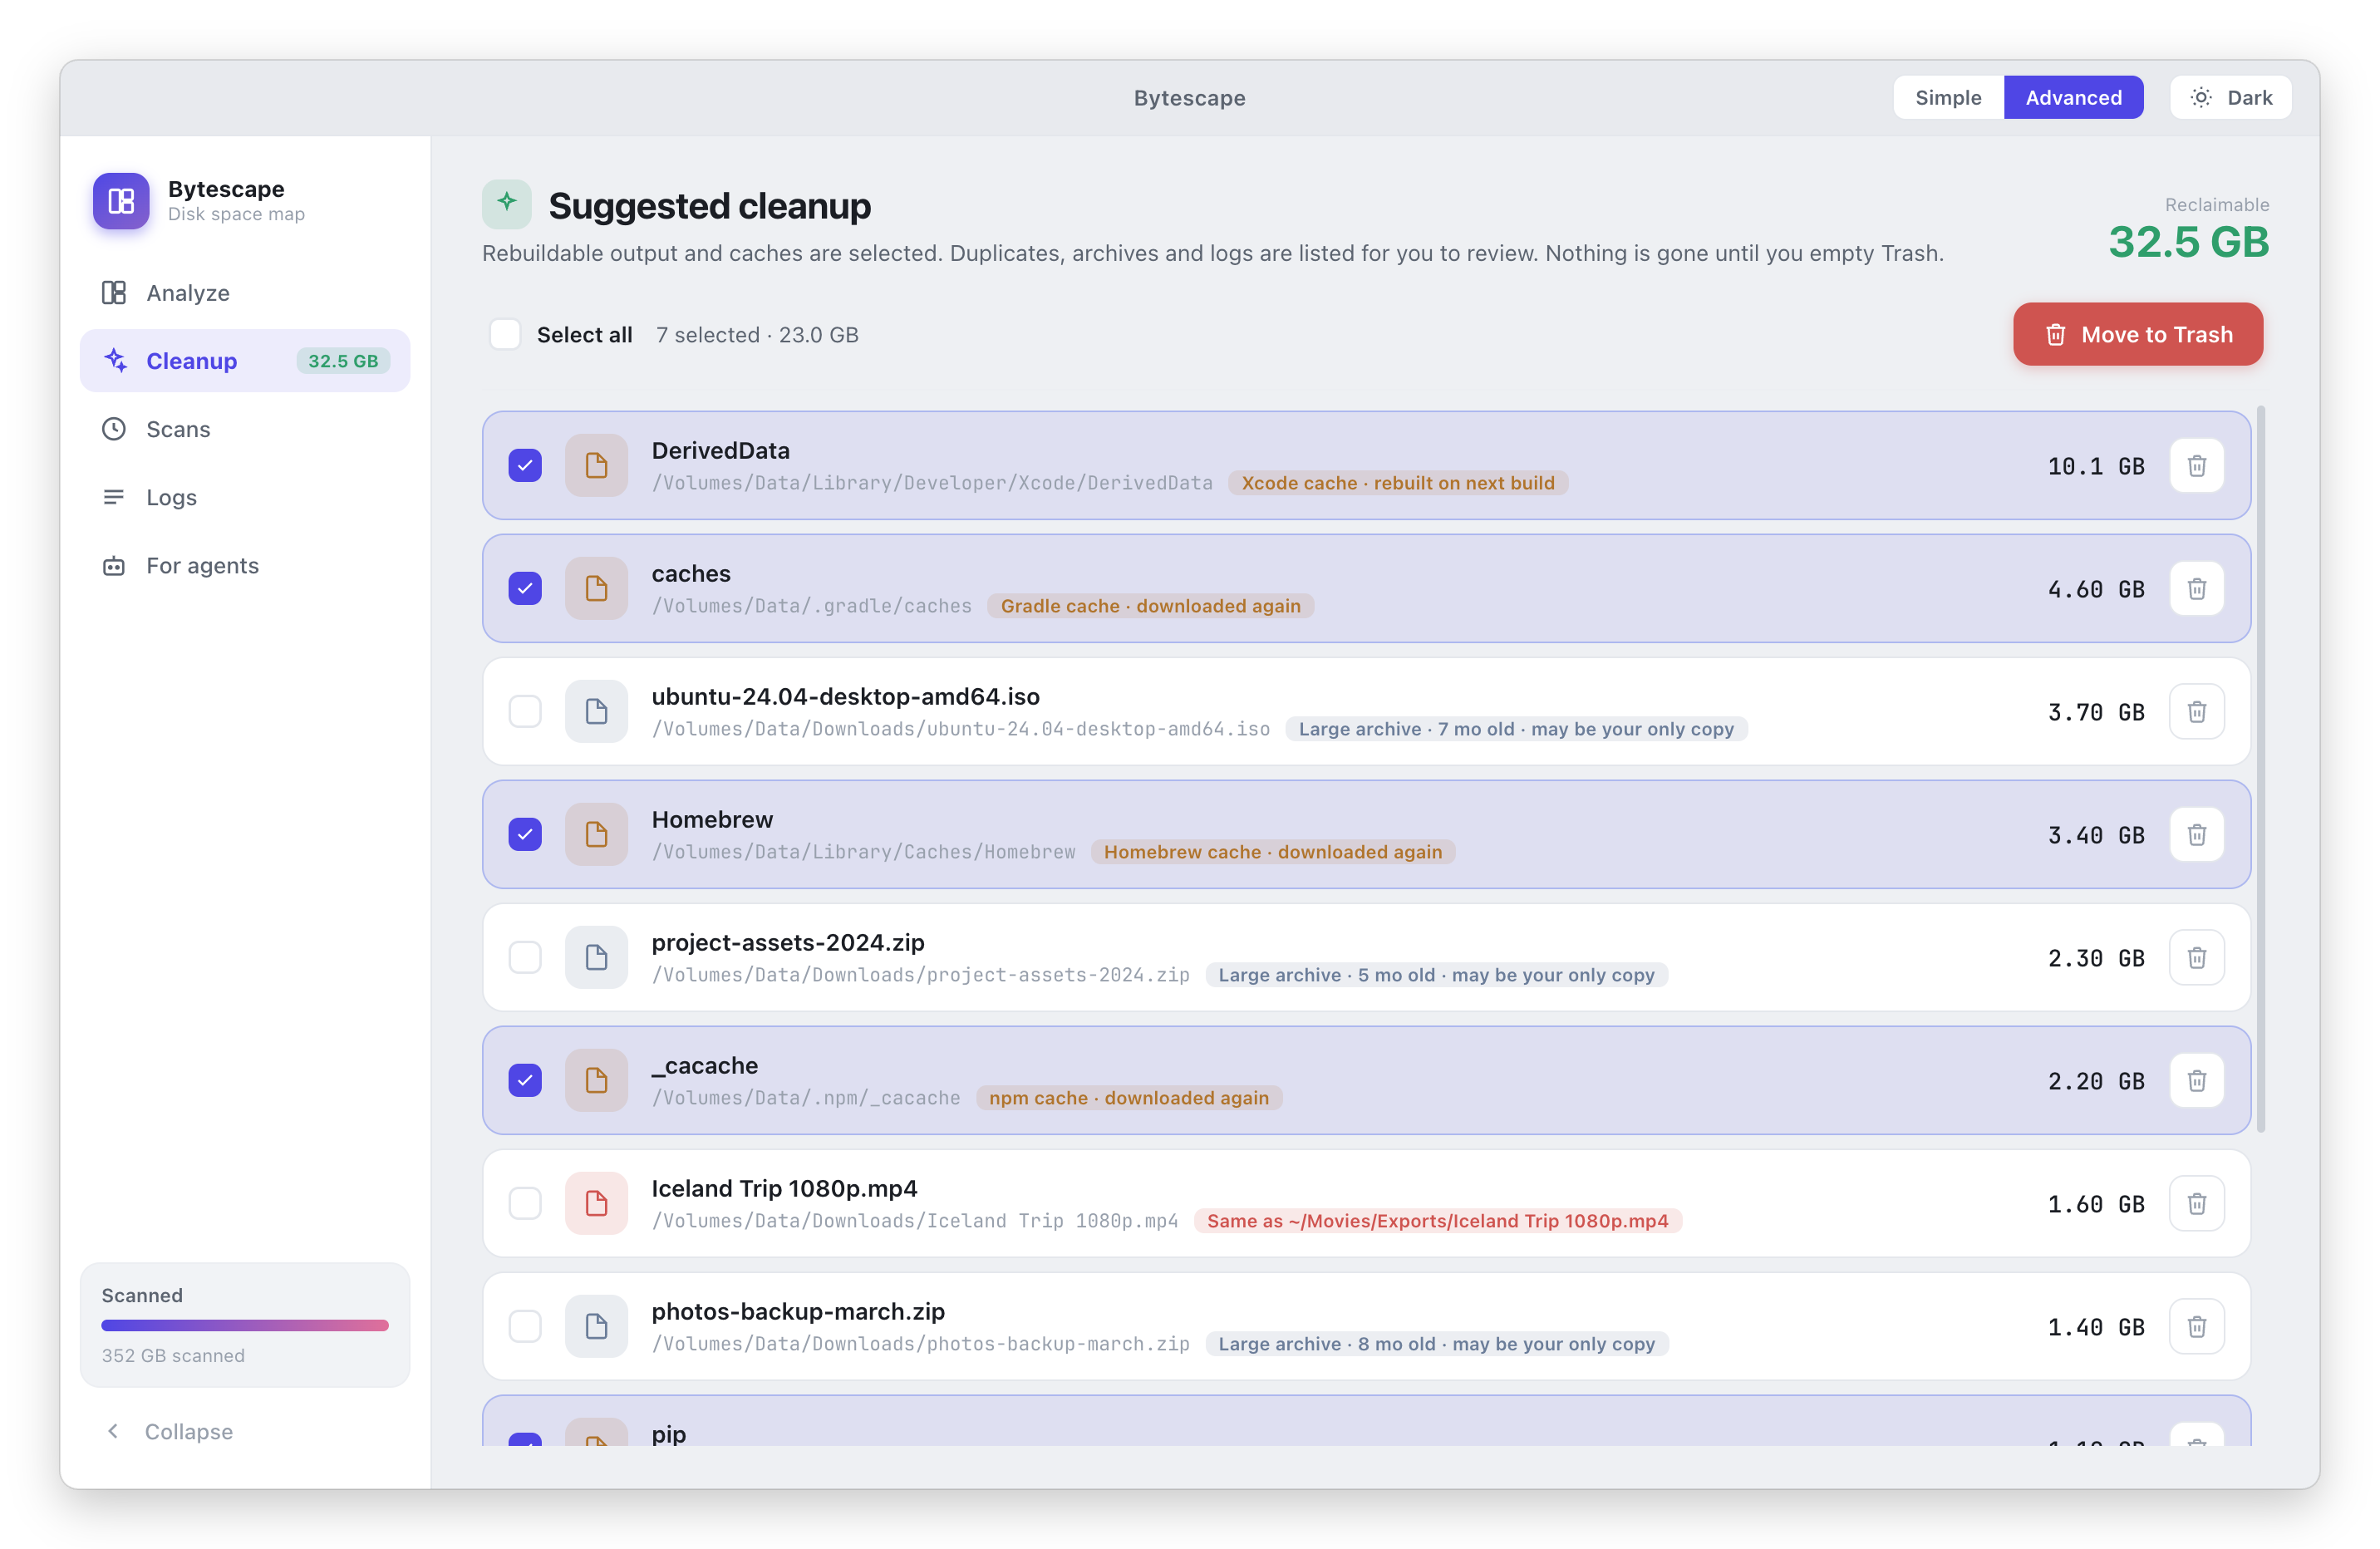 Bytescape
Simple
Advanced
Dark
Bytescape
Disk space map
Analyze
Cleanup
32.5 GB
Scans
Logs
For agents
Scanned
352 GB scanned
Collapse
Suggested cleanup
Rebuildable output and caches are selected. Duplicates, archives and logs are listed for you to review. Nothing is gone until you empty Trash.
Reclaimable
32.5 GB
Select all
7 selected · 23.0 GB
Move to Trash
DerivedData
/Volumes/Data/Library/Developer/Xcode/DerivedData
Xcode cache · rebuilt on next build
10.1 GB
caches
/Volumes/Data/.gradle/caches
Gradle cache · downloaded again
4.60 GB
ubuntu-24.04-desktop-amd64.iso
/Volumes/Data/Downloads/ubuntu-24.04-desktop-amd64.iso
Large archive · 7 mo old · may be your only copy
3.70 GB
Homebrew
/Volumes/Data/Library/Caches/Homebrew
Homebrew cache · downloaded again
3.40 GB
project-assets-2024.zip
/Volumes/Data/Downloads/project-assets-2024.zip
Large archive · 5 mo old · may be your only copy
2.30 GB
_cacache
/Volumes/Data/.npm/_cacache
npm cache · downloaded again
2.20 GB
Iceland Trip 1080p.mp4
/Volumes/Data/Downloads/Iceland Trip 1080p.mp4
Same as ~/Movies/Exports/Iceland Trip 1080p.mp4
1.60 GB
photos-backup-march.zip
/Volumes/Data/Downloads/photos-backup-march.zip
Large archive · 8 mo old · may be your only copy
1.40 GB
pip